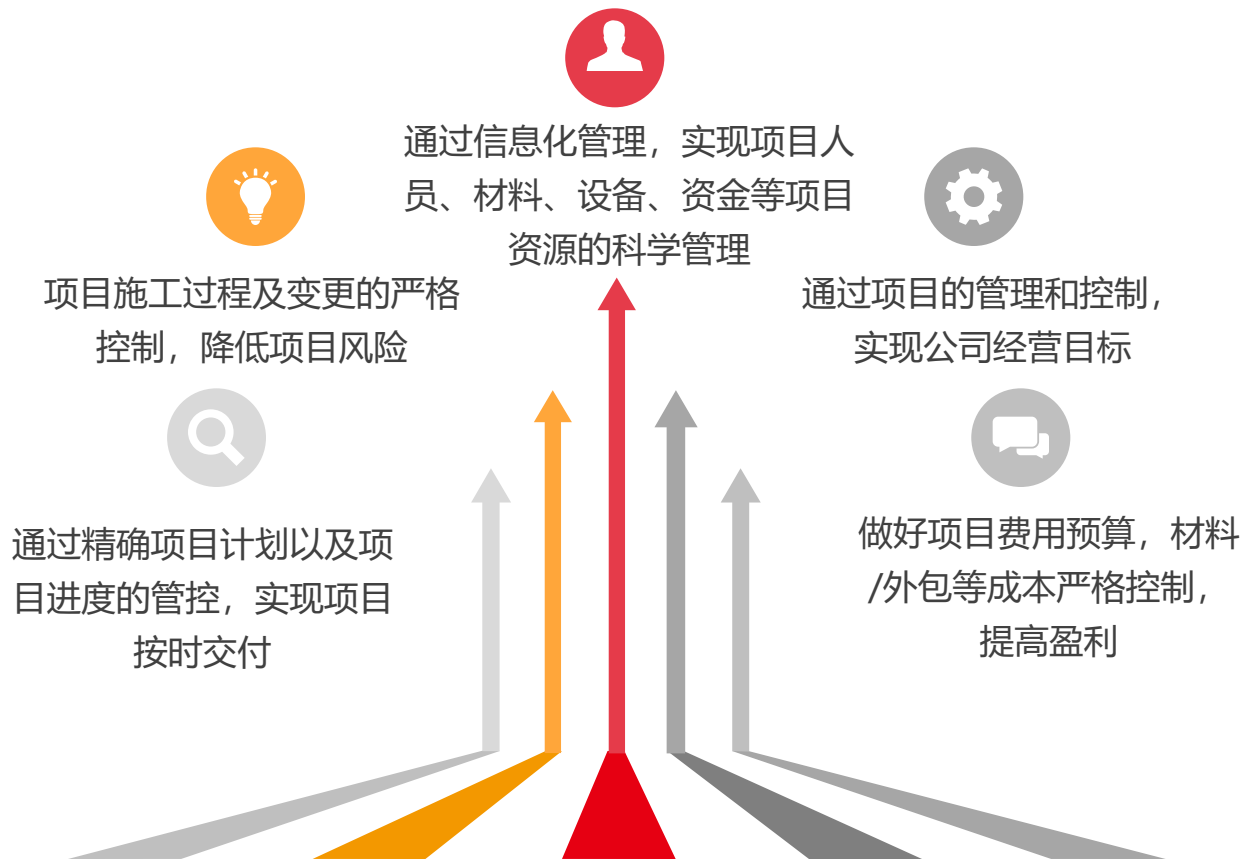 通过信息化管理，实现项目人
员、材料、设备、资金等项目
资源的科学管理
项目施工过程及变更的严格
控制，降低项目风险
通过项目的管理和控制，
实现公司经营目标
通过精确项目计划以及项
目进度的管控，实现项目
按时交付
做好项目费用预算，材料
/外包等成本严格控制，
提高盈利